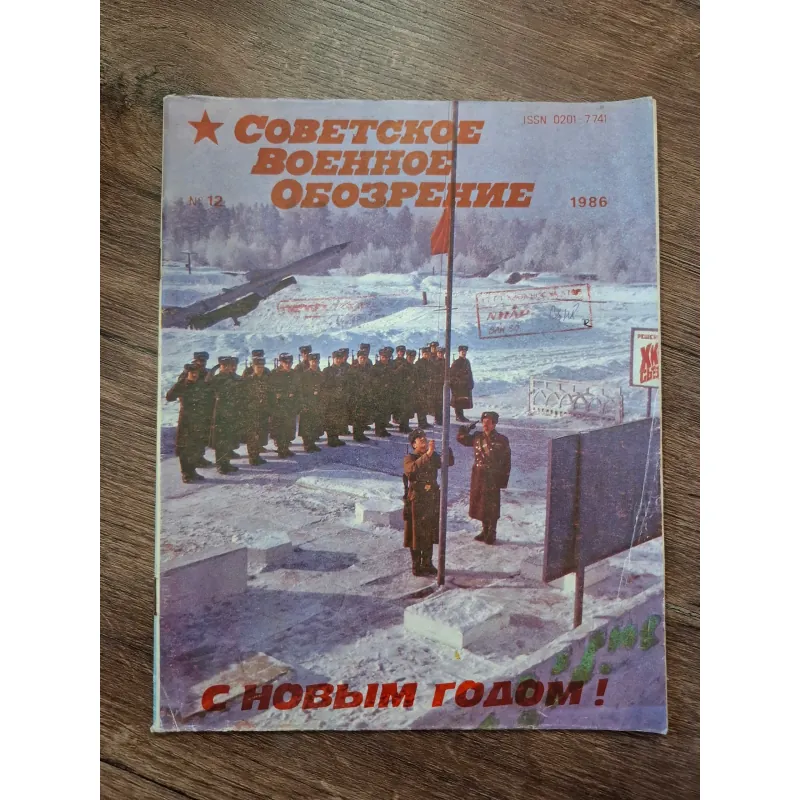 СОВЕТСКОЕ
ISSN 0201-7741
ВОЕННОЕ
№ 12
ОБОЗРЕНИЕ
1986
С НОВЫМ ГОДОМ!